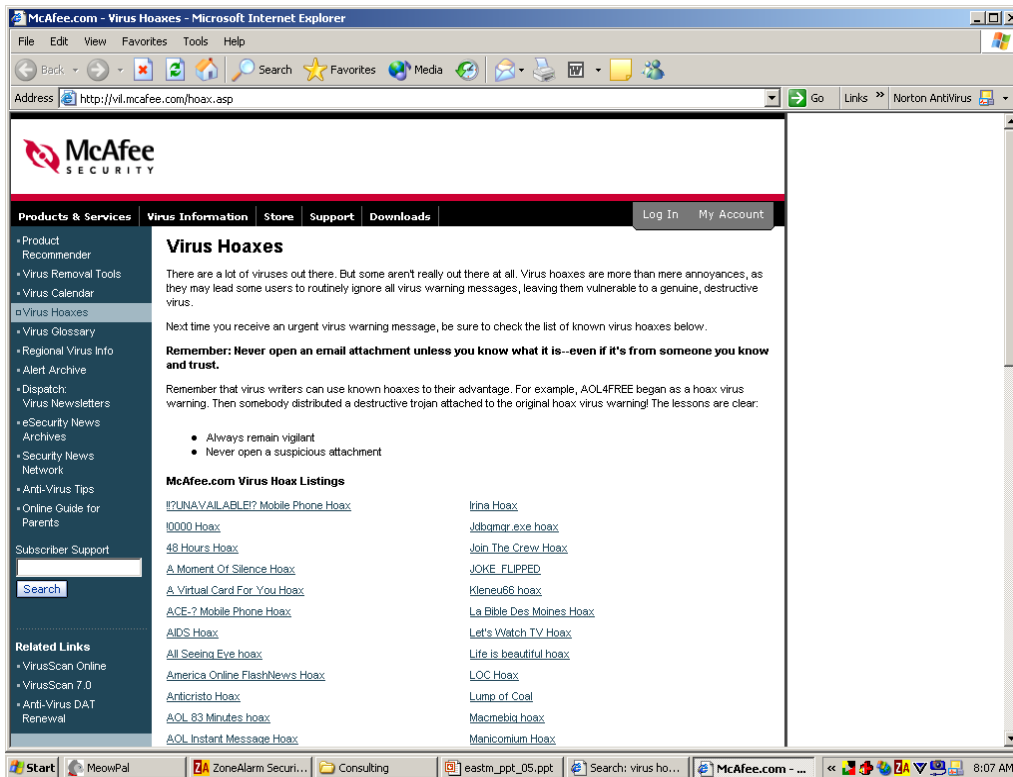 McAfee.com - Virus Hoaxes - Microsoft Internet Explorer
File Edit View Favorites Tools Help
Back Search Favorites Media
Address http://vil.mcafee.com/hoax.asp Go Links » Norton AntiVirus
McAfee
SECURITY
Products & Services Virus Information Store Support Downloads Log In My Account
Product
Recommender
Virus Removal Tools
Virus Calendar
Virus Hoaxes
Virus Glossary
Regional Virus Info
Alert Archive
Dispatch:
Virus Newsletters
eSecurity News
Archives
Security News
Network
Anti-Virus Tips
Online Guide for
Parents
Subscriber Support
Search
Related Links
VirusScan Online
VirusScan 7.0
Anti-Virus DAT
Renewal
Virus Hoaxes
There are a lot of viruses out there. But some aren't really out there at all. Virus hoaxes are more than mere annoyances, as
they may lead some users to routinely ignore all virus warning messages, leaving them vulnerable to a genuine, destructive
virus.
Next time you receive an urgent virus warning message, be sure to check the list of known virus hoaxes below.
Remember: Never open an email attachment unless you know what it is--even if it's from someone you know
and trust.
Remember that virus writers can use known hoaxes to their advantage. For example, AOL4FREE began as a hoax virus
warning. Then somebody distributed a destructive trojan attached to the original hoax virus warning! The lessons are clear:
• Always remain vigilant
• Never open a suspicious attachment
McAfee.com Virus Hoax Listings
!!?UNAVAILABLE!? Mobile Phone Hoax
!0000 Hoax
48 Hours Hoax
A Moment Of Silence Hoax
A Virtual Card For You Hoax
ACE-? Mobile Phone Hoax
AIDS Hoax
All Seeing Eye hoax
America Online FlashNews Hoax
Anticristo Hoax
AOL 83 Minutes hoax
AOL Instant Message Hoax
Irina Hoax
Jdbgmgr.exe hoax
Join The Crew Hoax
JOKE_FLIPPED
Kleneu66 hoax
La Bible Des Moines Hoax
Let's Watch TV Hoax
Life is beautiful hoax
LOC Hoax
Lump of Coal
Macmebig hoax
Manicomium Hoax
Start MeowPal ZA ZoneAlarm Securi... Consulting eastm_ppt_05.ppt Search: virus ho... McAfee.com - ... « ZA 8:07 AM